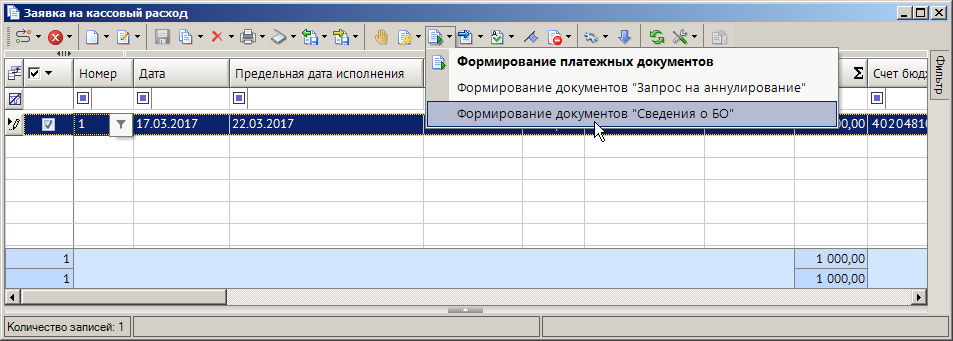 Заявка на кассовый расход
Формирование платежных документов
Формирование документов "Запрос на аннулирование"
Формирование документов "Сведения о БО"
Номер Дата Предельная дата исполнения Σ Счет бюдж
Фильтр
1 17.03.2017 22.03.2017 00,00 40204810
1 1 000,00
1 1 000,00
Количество записей: 1